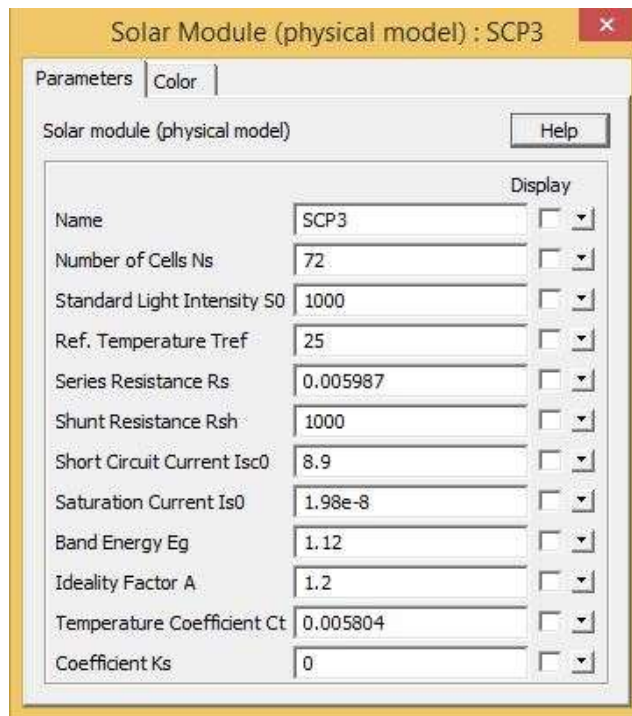 Solar Module (physical model) : SCP3
Parameters Color
Solar module (physical model) Help
Display
Name SCP3
Number of Cells Ns 72
Standard Light Intensity S0 1000
Ref. Temperature Tref 25
Series Resistance Rs 0.005987
Shunt Resistance Rsh 1000
Short Circuit Current Isc0 8.9
Saturation Current Is0 1.98e-8
Band Energy Eg 1.12
Ideality Factor A 1.2
Temperature Coefficient Ct 0.005804
Coefficient Ks 0